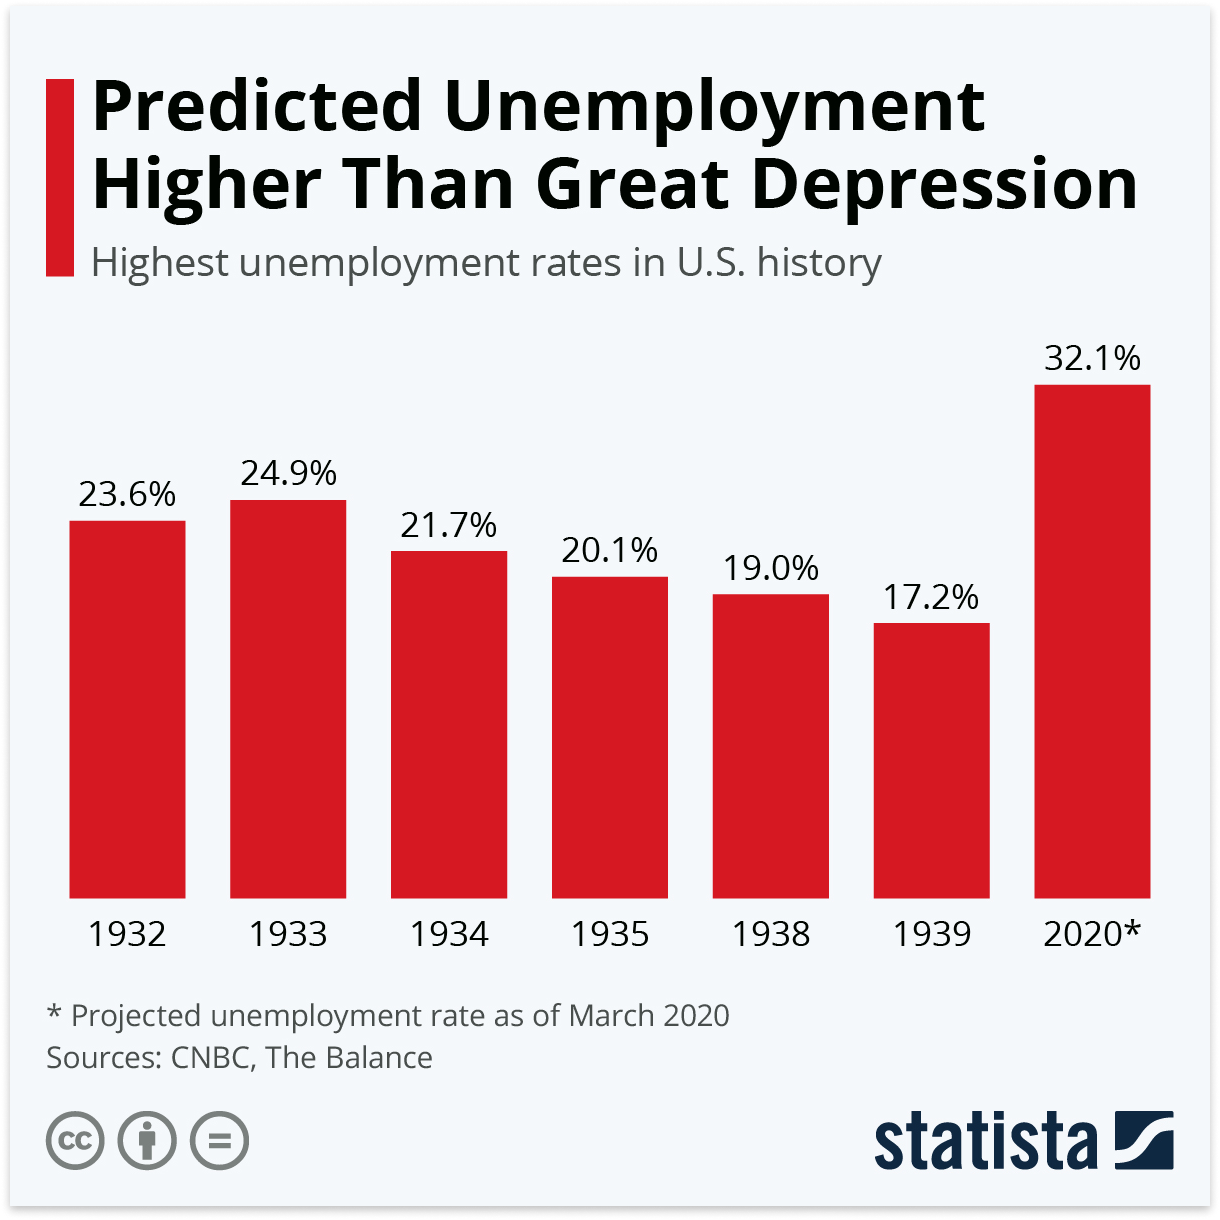 Predicted Unemployment
Higher Than Great Depression
Highest unemployment rates in U.S. history
23.6%
24.9%
21.7%
20.1%
19.0%
17.2%
32.1%
1932
1933
1934
1935
1938
1939
2020*
* Projected unemployment rate as of March 2020
Sources: CNBC, The Balance
cc
statista